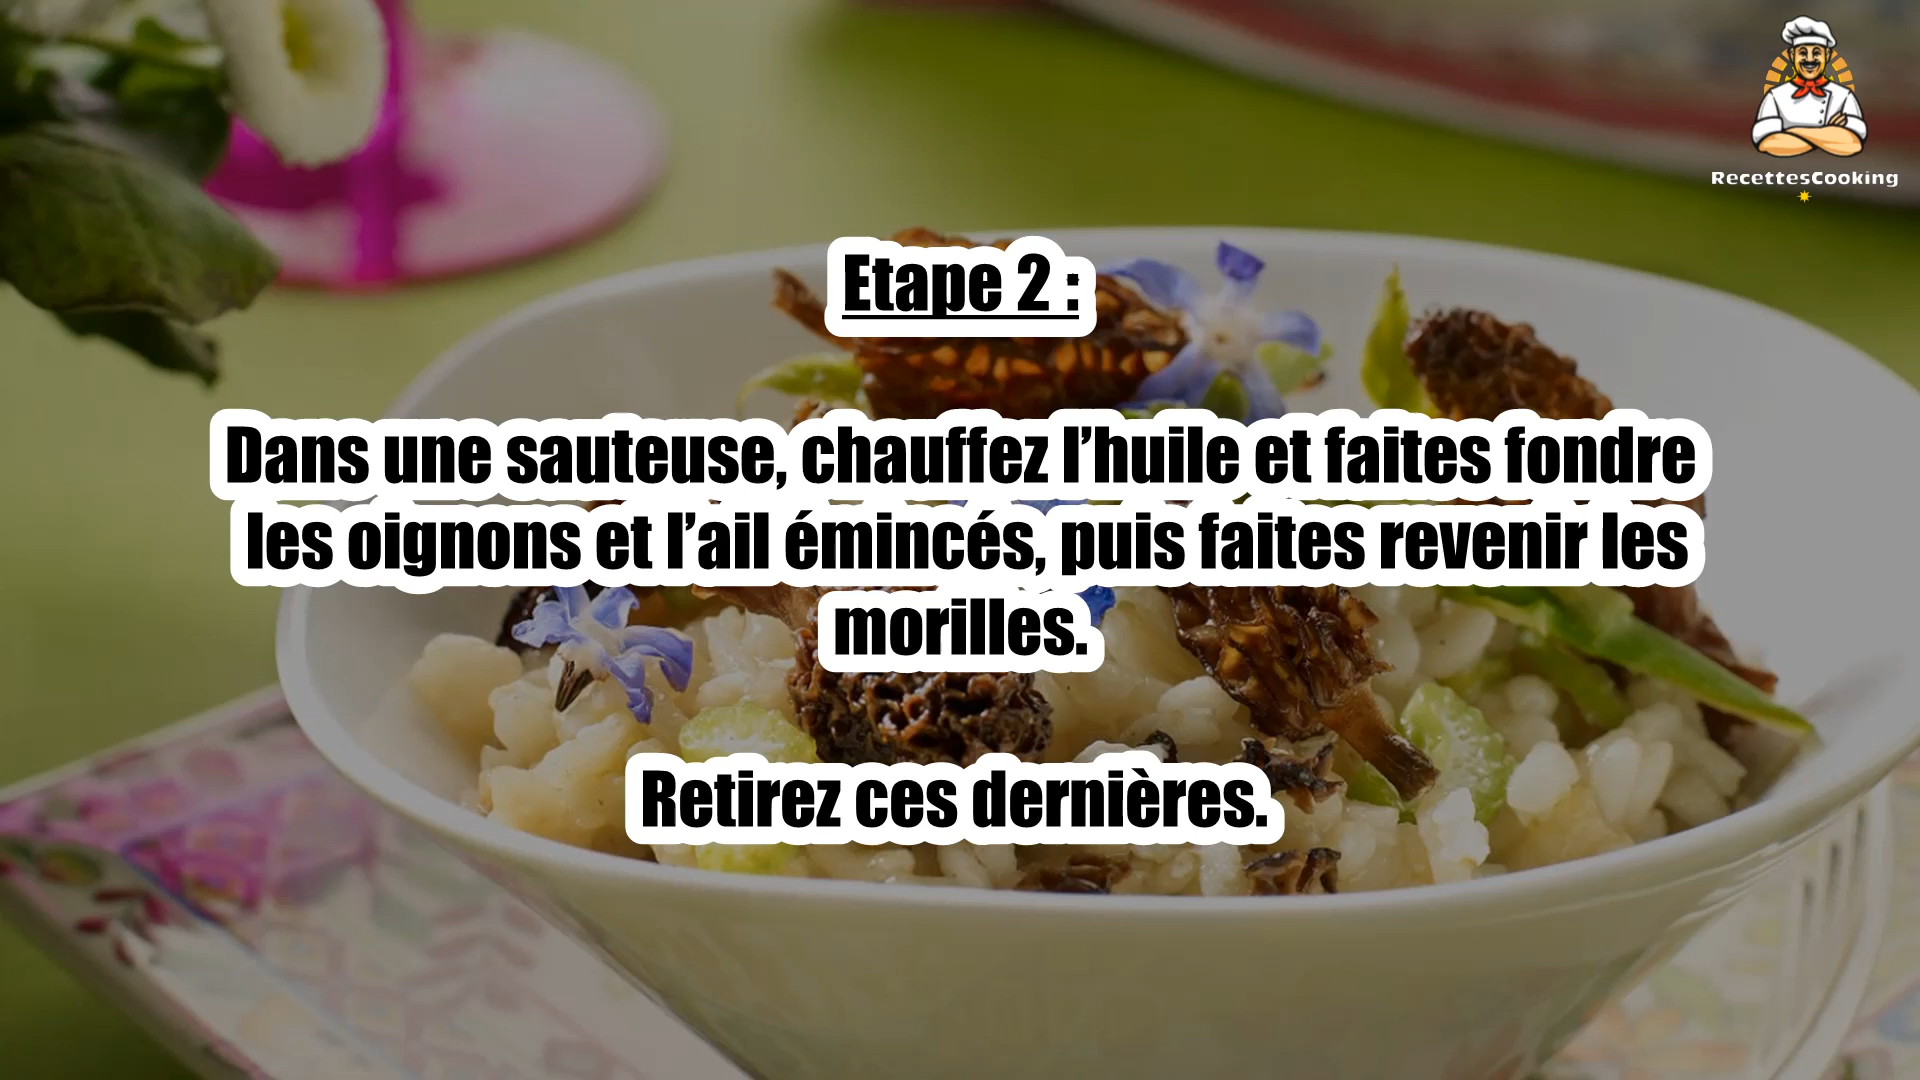 RecettesCooking
Etape 2 :
Dans une sauteuse, chauffez l’huile et faites fondre
les oignons et l’ail émincés, puis faites revenir les
morilles.
Retirez ces dernières.